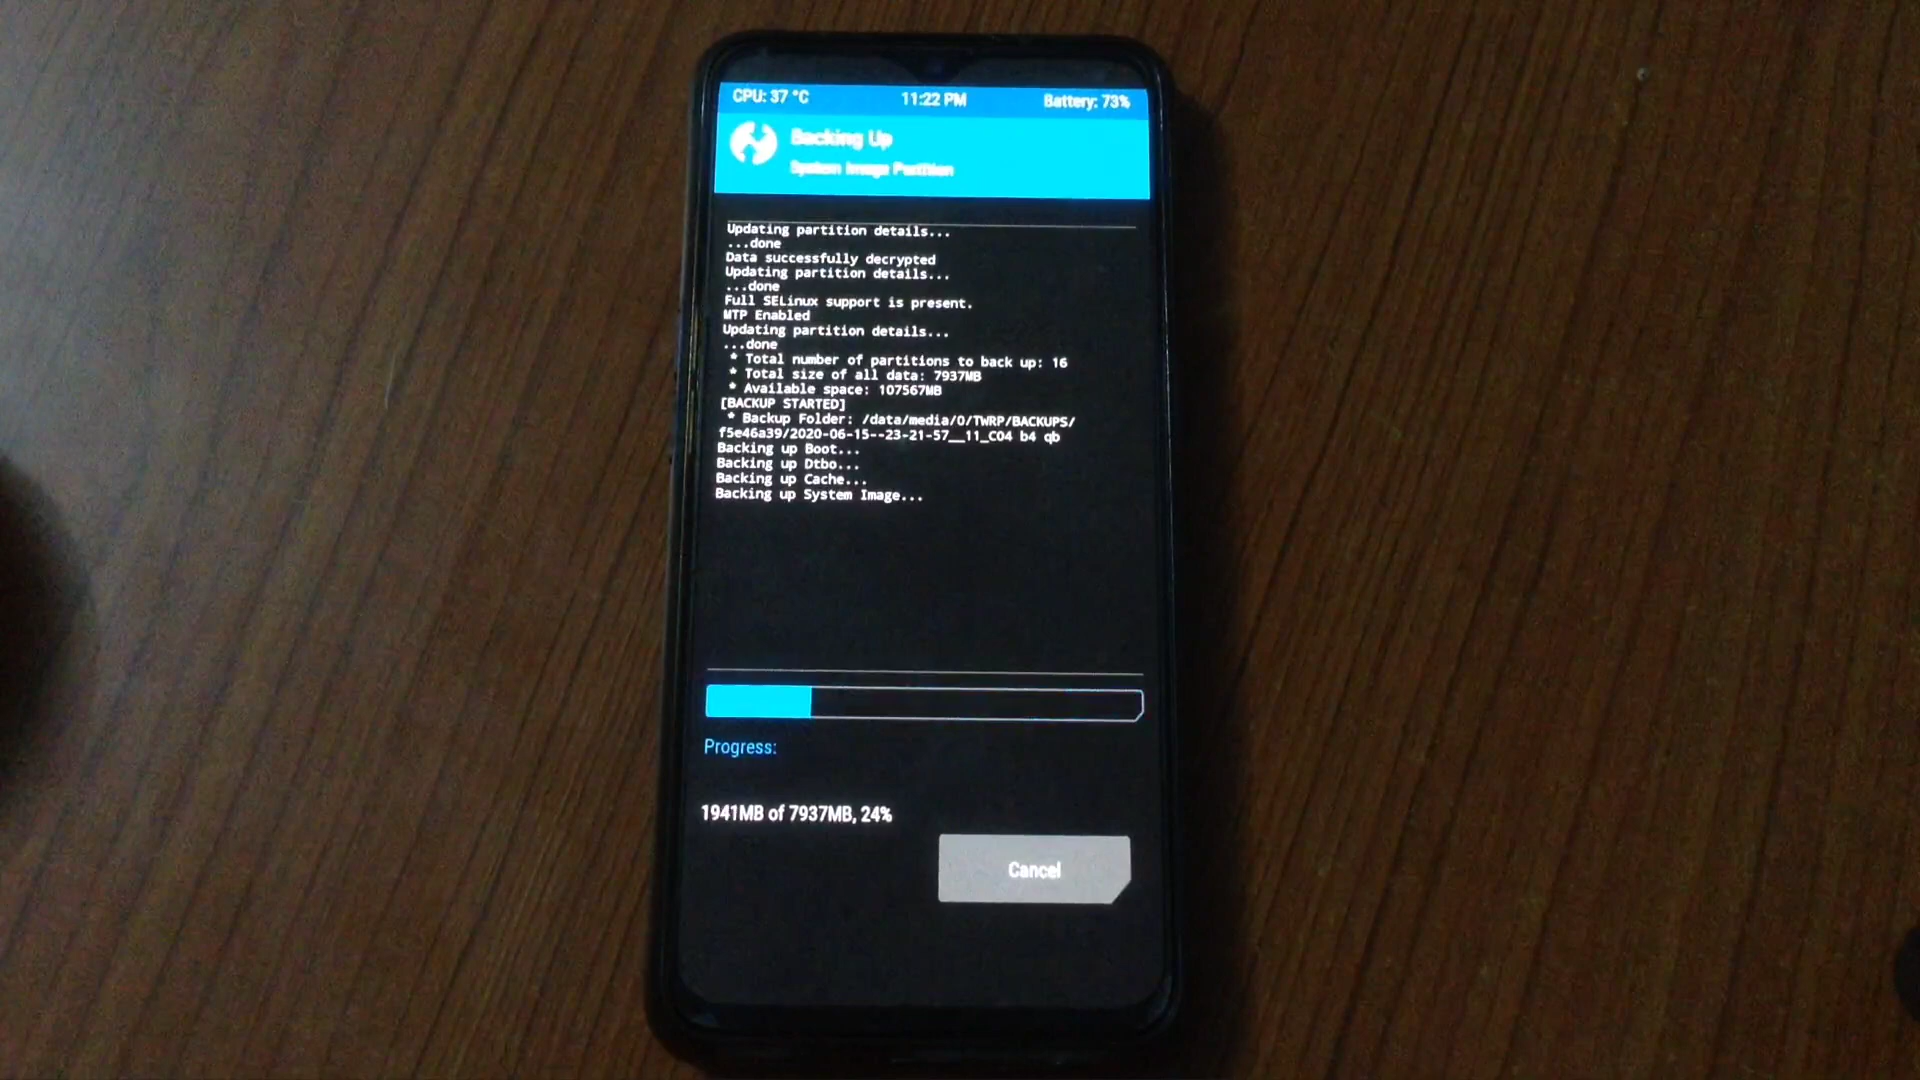 CPU: 37 °C 11:22 PM Battery: 73%
Backing Up
System Image Partition
Updating partition details...
...done
Data successfully decrypted
Updating partition details...
...done
Full SELinux support is present.
MTP Enabled
Updating partition details...
...done
* Total number of partitions to back up: 16
* Total size of all data: 7937MB
* Available space: 107567MB
[BACKUP STARTED]
* Backup Folder: /data/media/0/TWRP/BACKUPS/
f5e46a39/2020-06-15--23-21-57__11_C04 b4 qb
Backing up Boot...
Backing up Dtbo...
Backing up Cache...
Backing up System Image...
Progress:
1941MB of 7937MB, 24%
Cancel